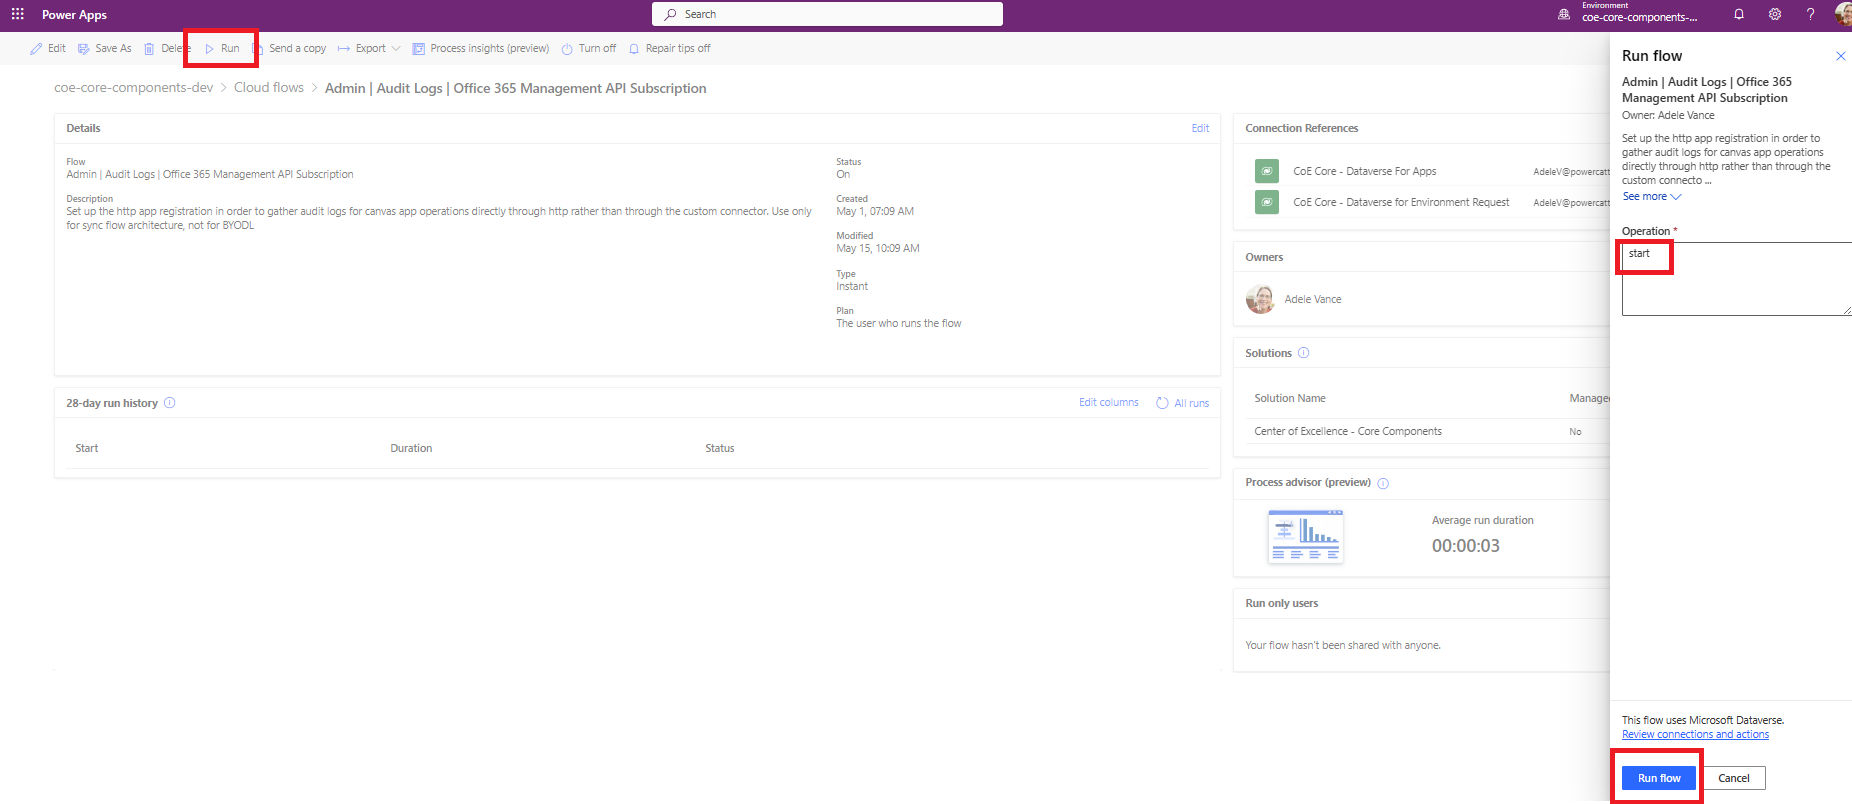 Power Apps
Search
Environment
coe-core-components-...
Edit
Save As
Delete
Run
Send a copy
Export
Process insights (preview)
Turn off
Repair tips off
coe-core-components-dev > Cloud flows > Admin | Audit Logs | Office 365 Management API Subscription
Details
Edit
Flow
Admin | Audit Logs | Office 365 Management API Subscription
Description
Set up the http app registration in order to gather audit logs for canvas app operations directly through http rather than through the custom connector. Use only
for sync flow architecture, not for BYODL
Status
On
Created
May 1, 07:09 AM
Modified
May 15, 10:09 AM
Type
Instant
Plan
The user who runs the flow
28-day run history
Edit columns
All runs
Start
Duration
Status
Connection References
CoE Core - Dataverse For Apps
AdeleV@powercatt
CoE Core - Dataverse for Environment Request
AdeleV@powercatt
Owners
Adele Vance
Solutions
Solution Name
Managed
Center of Excellence - Core Components
No
Process advisor (preview)
Average run duration
00:00:03
Run only users
Your flow hasn't been shared with anyone.
Run flow
Admin | Audit Logs | Office 365
Management API Subscription
Owner: Adele Vance
Set up the http app registration in order to
gather audit logs for canvas app operations
directly through http rather than through the
custom connecto ...
See more
Operation *
start
This flow uses Microsoft Dataverse.
Review connections and actions
Run flow
Cancel